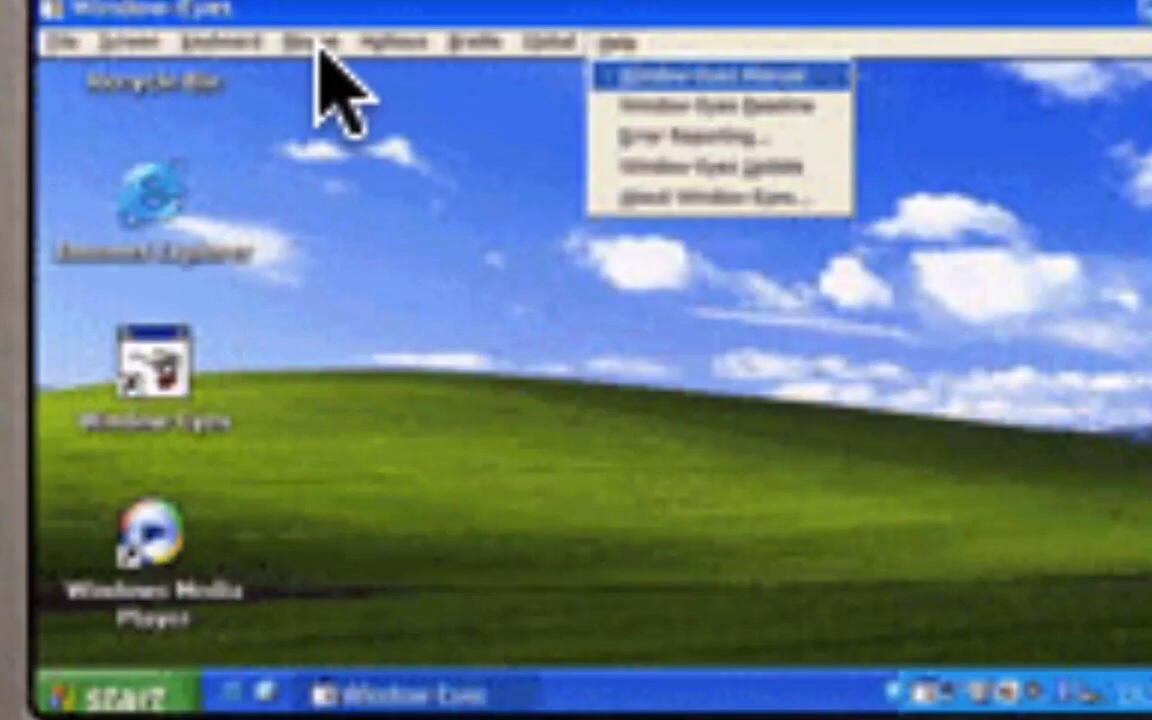 Window-Eyes
File Screen Keyboard Mouse Hotkeys Braille Global Help
Recycle Bin
Window-Eyes Manual
Window-Eyes Readme
Error Reporting...
Window-Eyes Update
About Window-Eyes...
Internet Explorer
Window-Eyes
Windows Media
Player
start
Window-Eyes